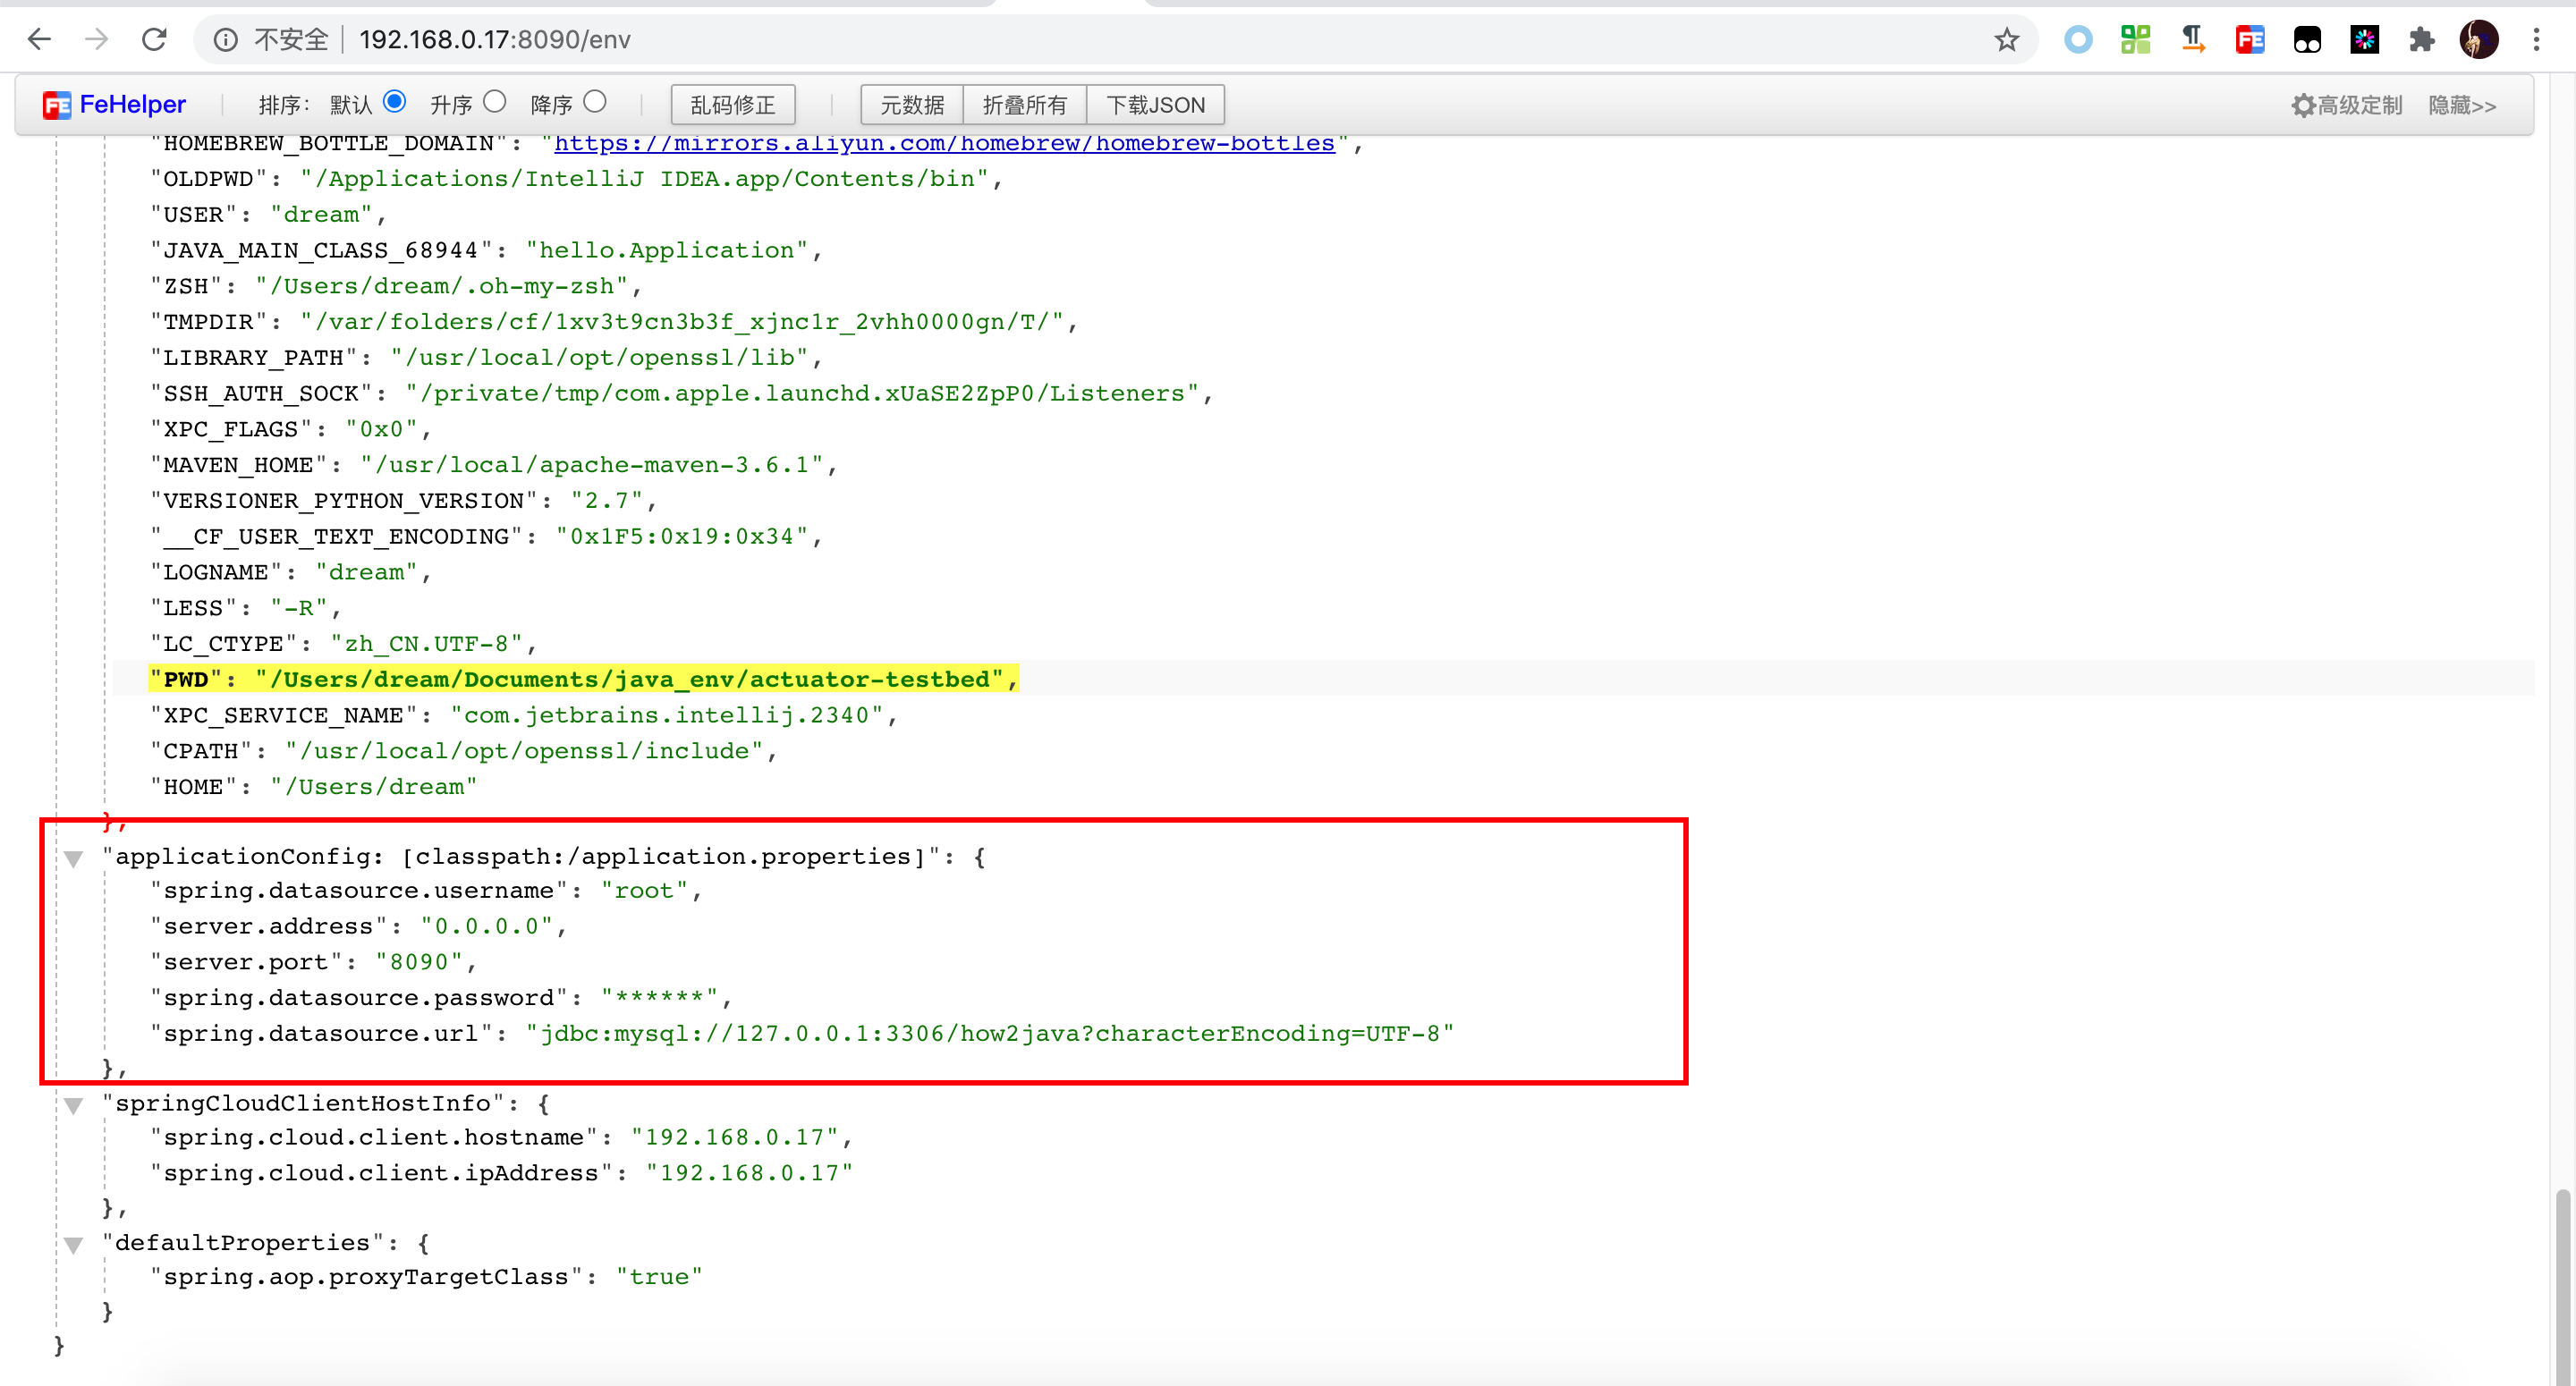 不安全 | 192.168.0.17:8090/env
FeHelper 排序: 默认 升序 降序 乱码修正 元数据 折叠所有 下载JSON 高级定制 隐藏>>
"HOMEBREW_BOTTLE_DOMAIN": "https://mirrors.aliyun.com/homebrew/homebrew-bottles",
"OLDPWD": "/Applications/IntelliJ IDEA.app/Contents/bin",
"USER": "dream",
"JAVA_MAIN_CLASS_68944": "hello.Application",
"ZSH": "/Users/dream/.oh-my-zsh",
"TMPDIR": "/var/folders/cf/1xv3t9cn3b3f_xjnc1r_2vhh0000gn/T/",
"LIBRARY_PATH": "/usr/local/opt/openssl/lib",
"SSH_AUTH_SOCK": "/private/tmp/com.apple.launchd.xUaSE2ZpP0/Listeners",
"XPC_FLAGS": "0x0",
"MAVEN_HOME": "/usr/local/apache-maven-3.6.1",
"VERSIONER_PYTHON_VERSION": "2.7",
"__CF_USER_TEXT_ENCODING": "0x1F5:0x19:0x34",
"LOGNAME": "dream",
"LESS": "-R",
"LC_CTYPE": "zh_CN.UTF-8",
"PWD": "/Users/dream/Documents/java_env/actuator-testbed",
"XPC_SERVICE_NAME": "com.jetbrains.intellij.2340",
"CPATH": "/usr/local/opt/openssl/include",
"HOME": "/Users/dream"
},
"applicationConfig: [classpath:/application.properties]": {
"spring.datasource.username": "root",
"server.address": "0.0.0.0",
"server.port": "8090",
"spring.datasource.password": "******",
"spring.datasource.url": "jdbc:mysql://127.0.0.1:3306/how2java?characterEncoding=UTF-8"
},
"springCloudClientHostInfo": {
"spring.cloud.client.hostname": "192.168.0.17",
"spring.cloud.client.ipAddress": "192.168.0.17"
},
"defaultProperties": {
"spring.aop.proxyTargetClass": "true"
}
}